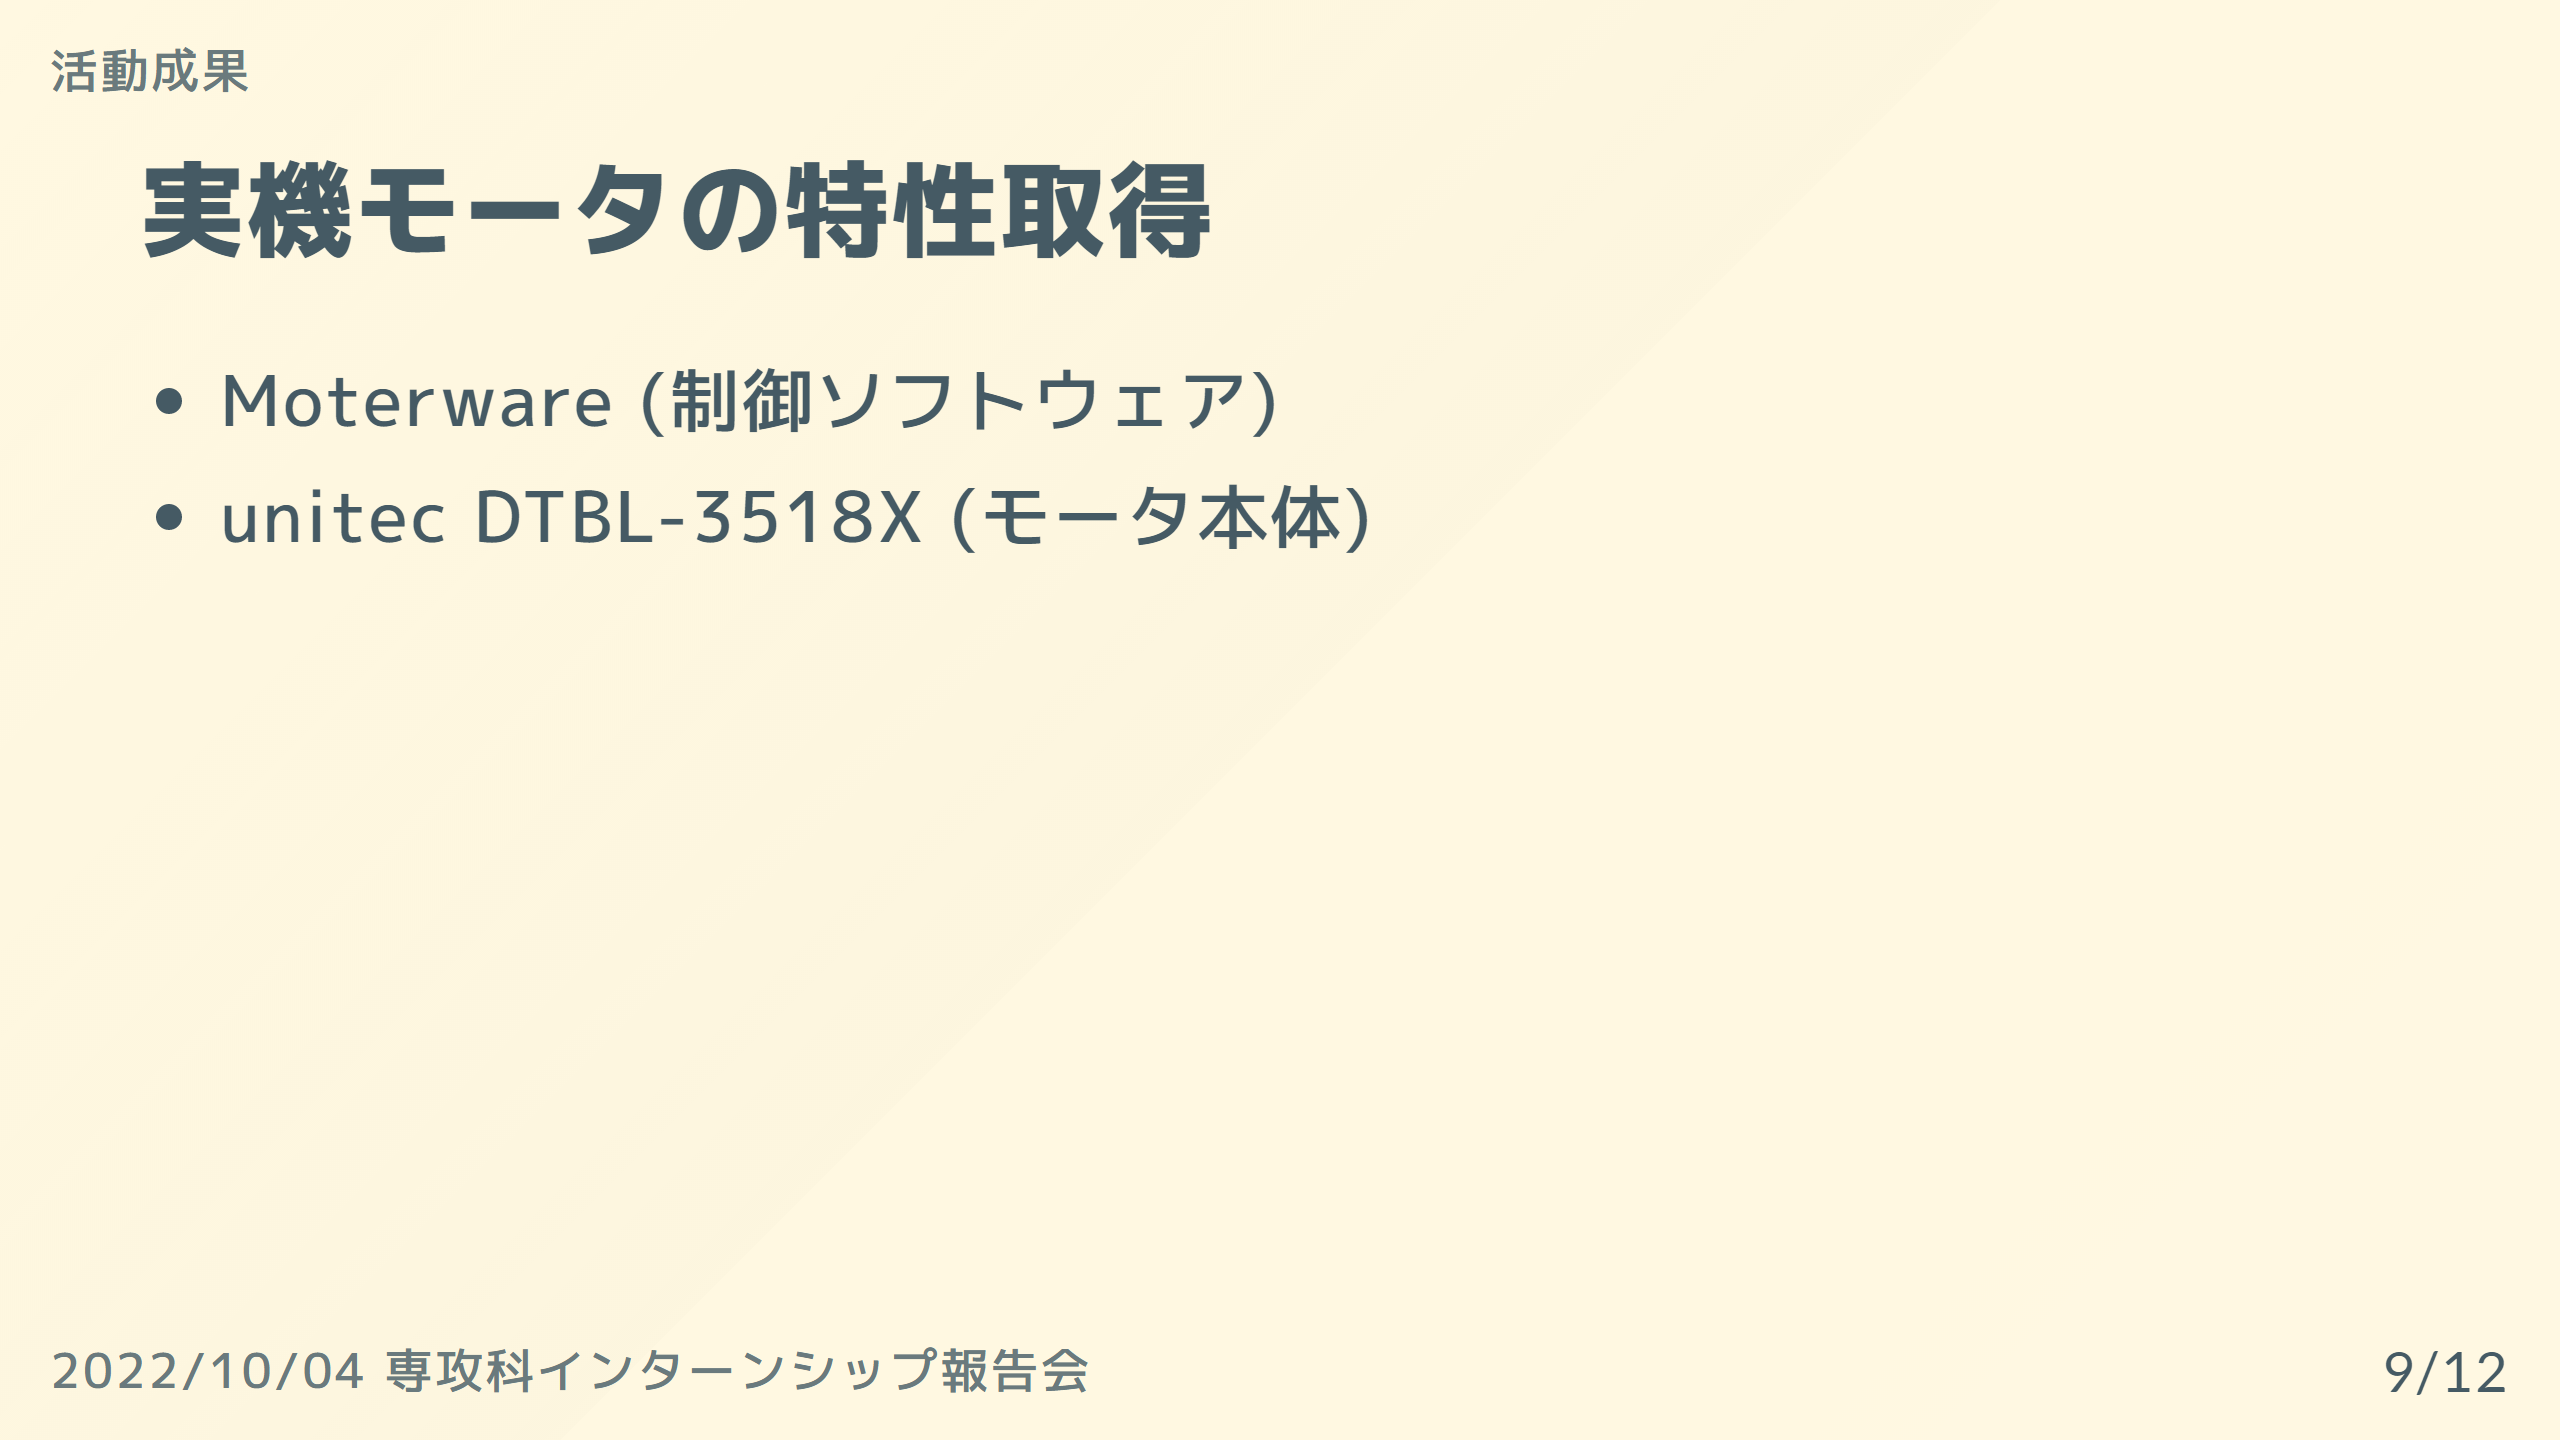 活動成果
実機モータの特性取得
• Moterware (制御ソフトウェア)
• unitec DTBL-3518X (モータ本体)
2022/10/04 専攻科インターンシップ報告会
9/12